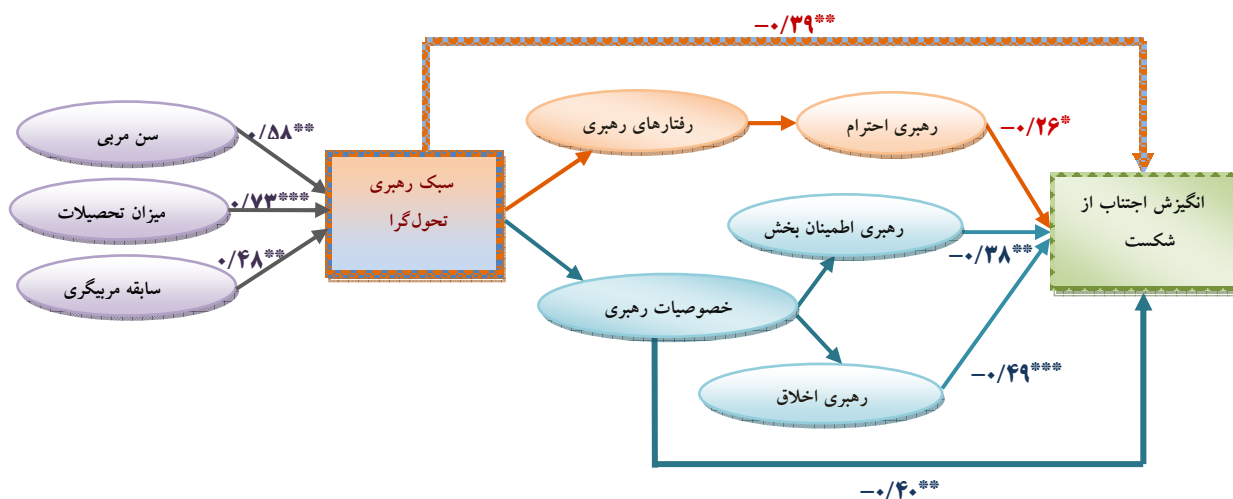 −۰/۳۹**
رفتارهای رهبری
رهبری احترام
−۰/۲۶*
سن مربی
۰/۵۸**
سبک رهبری
تحول‌گرا
میزان تحصیلات
۰/۷۳***
سابقه مربیگری
۰/۴۸**
انگیزش اجتناب از
شکست
رهبری اطمینان بخش
−۰/۳۸**
خصوصیات رهبری
رهبری اخلاق
−۰/۴۹***
−۰/۴۰**